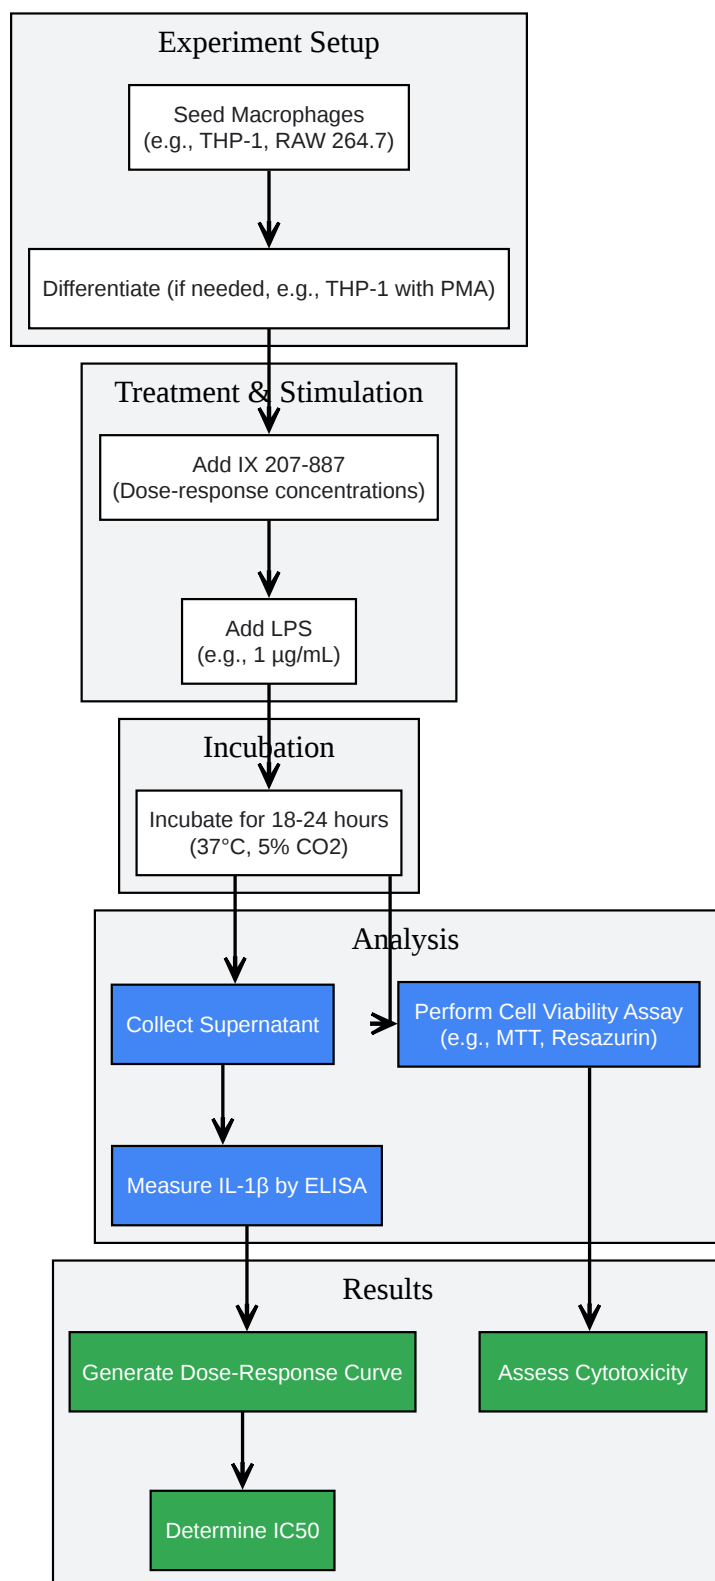 Experiment Setup
Seed Macrophages
(e.g., THP-1, RAW 264.7)
Differentiate (if needed, e.g., THP-1 with PMA)
Treatment & Stimulation
Add IX 207-887
(Dose-response concentrations)
Add LPS
(e.g., 1 µg/mL)
Incubation
Incubate for 18-24 hours
(37°C, 5% CO2)
Analysis
Collect Supernatant
Perform Cell Viability Assay
(e.g., MTT, Resazurin)
Measure IL-1β by ELISA
Results
Generate Dose-Response Curve
Assess Cytotoxicity
Determine IC50